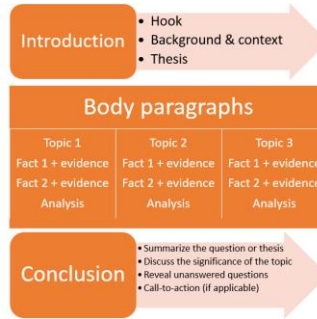 Introduction
• Hook
• Background & context
• Thesis
Body paragraphs
Topic 1
Fact 1 + evidence
Fact 2 + evidence
Analysis
Topic 2
Fact 1 + evidence
Fact 2 + evidence
Analysis
Topic 3
Fact 1 + evidence
Fact 2 + evidence
Analysis
Conclusion
• Summarize the question or thesis
• Discuss the significance of the topic
• Reveal unanswered questions
• Call-to-action (if applicable)